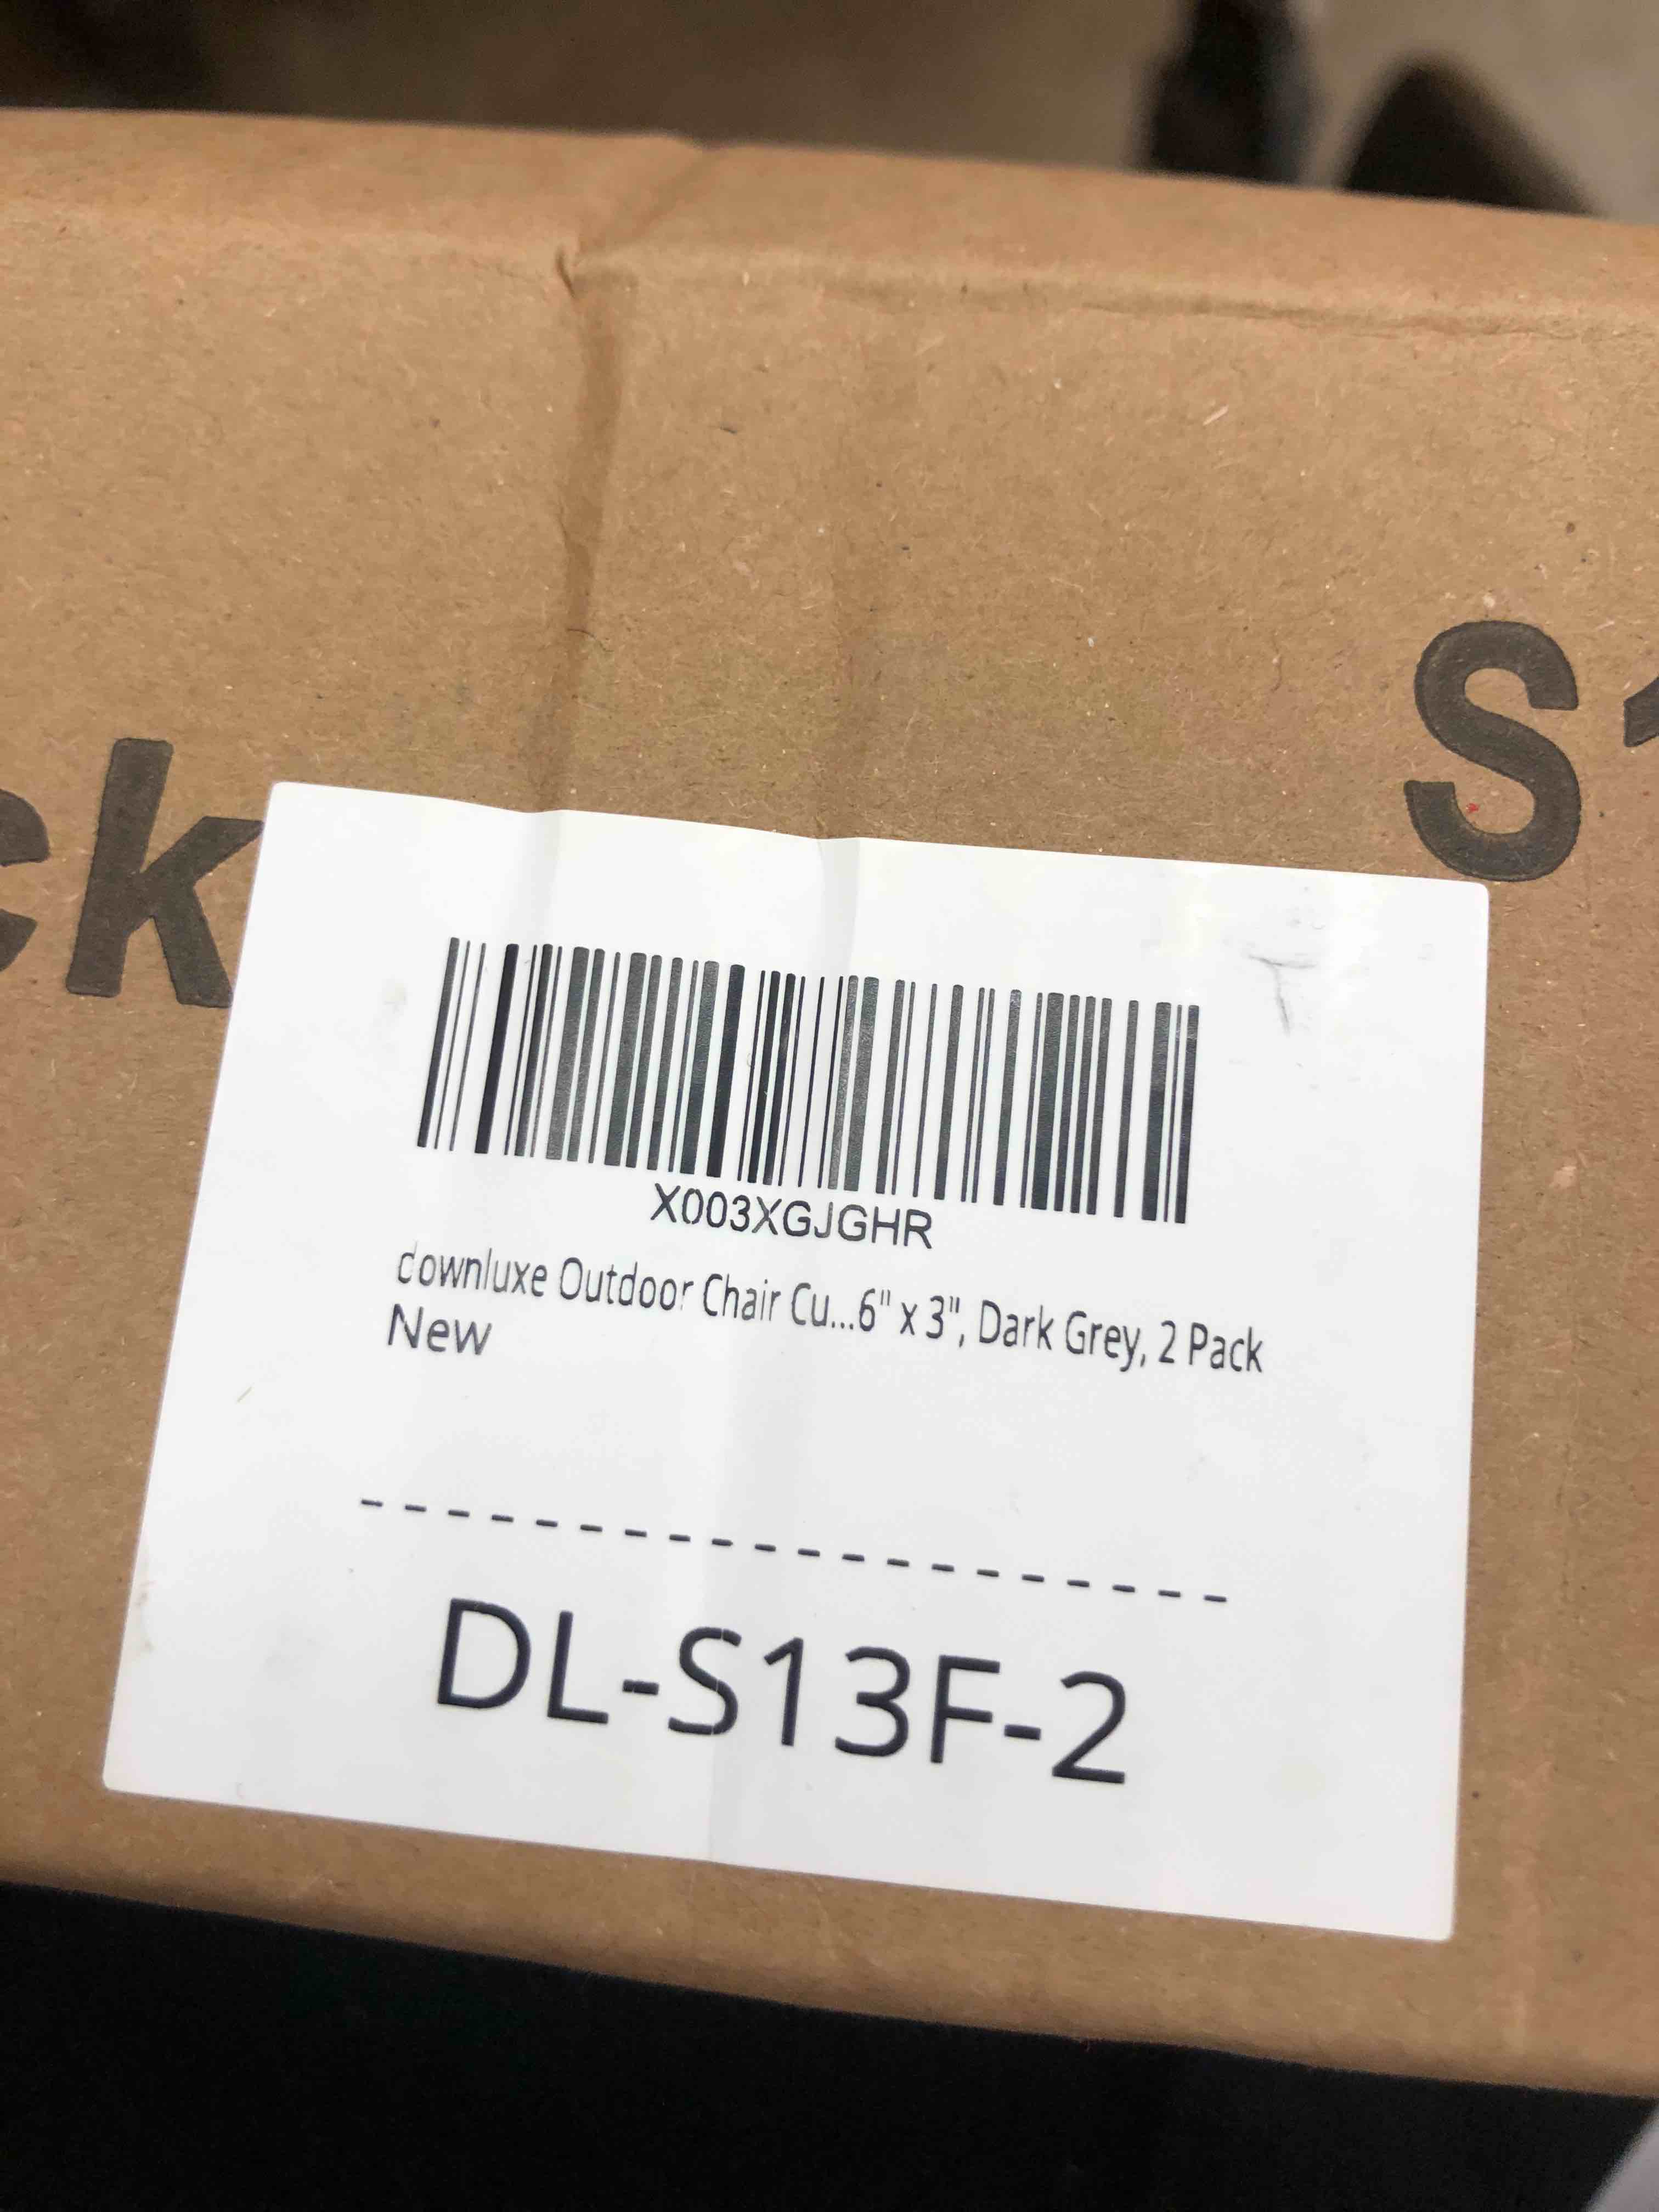 ck
S1
X003XGJGHR
downluxe Outdoor Chair Cu...6" x 3", Dark Grey, 2 Pack
New
DL-S13F-2